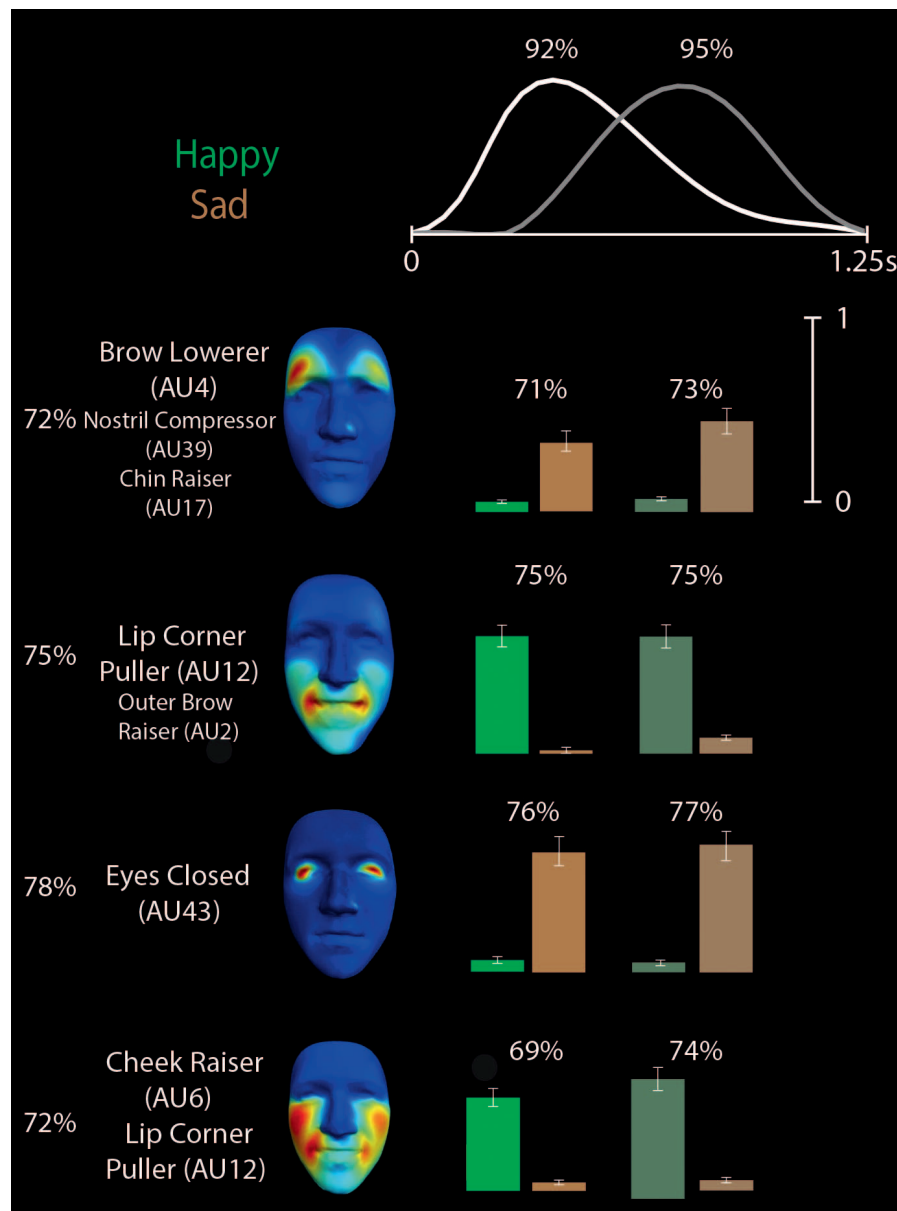 92% 95%
Happy
Sad
0 1.25s
1
Brow Lowerer
(AU4)
71% 73%
72% Nostril Compressor
(AU39)
Chin Raiser
(AU17)
0
75% 75%
75% Lip Corner
Puller (AU12)
Outer Brow
Raiser (AU2)
76% 77%
78% Eyes Closed
(AU43)
69% 74%
Cheek Raiser
(AU6)
72% Lip Corner
Puller (AU12)